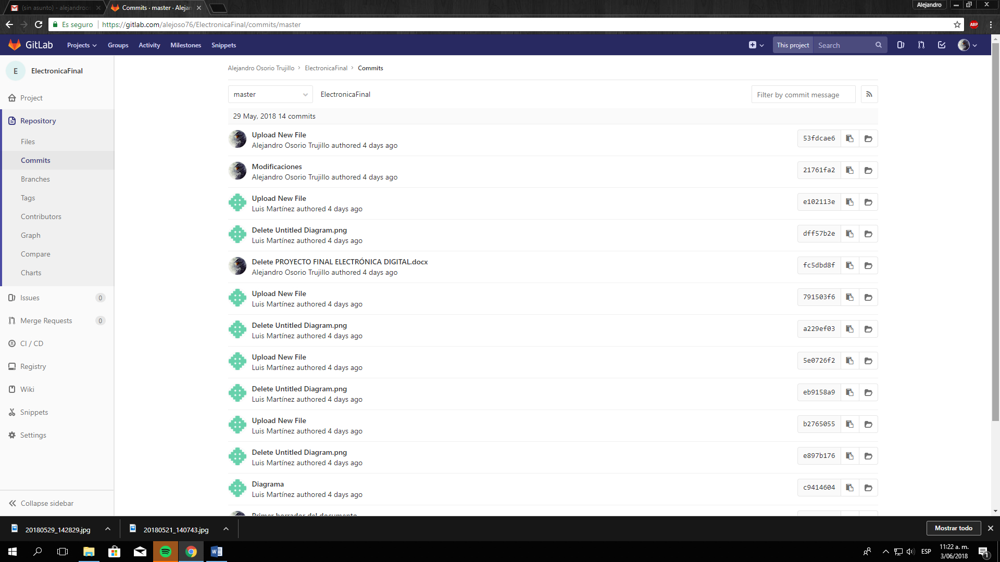 (sin asunto) - alejandroo
Commits · master · Alejan
Alejandro
Es seguro
https://gitlab.com/alejoso76/ElectronicaFinal/commits/master
ABP
GitLab
Projects
Groups
Activity
Milestones
Snippets
This project
Search
E
ElectronicaFinal
Project
Repository
Files
Commits
Branches
Tags
Contributors
Graph
Compare
Charts
Issues
0
Merge Requests
0
CI / CD
Registry
Wiki
Snippets
Settings
Collapse sidebar
Alejandro Osorio Trujillo > ElectronicaFinal > Commits
master
ElectronicaFinal
Filter by commit message
29 May, 2018 14 commits
Upload New File
Alejandro Osorio Trujillo authored 4 days ago
53fdcae6
Modificaciones
Alejandro Osorio Trujillo authored 4 days ago
21761fa2
Upload New File
Luis Martínez authored 4 days ago
e102113e
Delete Untitled Diagram.png
Luis Martínez authored 4 days ago
dff57b2e
Delete PROYECTO FINAL ELECTRÓNICA DIGITAL.docx
Alejandro Osorio Trujillo authored 4 days ago
fc5dbd8f
Upload New File
Luis Martínez authored 4 days ago
791503f6
Delete Untitled Diagram.png
Luis Martínez authored 4 days ago
a229ef03
Upload New File
Luis Martínez authored 4 days ago
5e0726f2
Delete Untitled Diagram.png
Luis Martínez authored 4 days ago
eb9158a9
Upload New File
Luis Martínez authored 4 days ago
b2765055
Delete Untitled Diagram.png
Luis Martínez authored 4 days ago
e897b176
Diagrama
Luis Martínez authored 4 days ago
c9414604
Primer borrador del documento
20180529_142829.jpg
20180521_140743.jpg
Mostrar todo
ESP
11:22 a. m.
3/06/2018
1